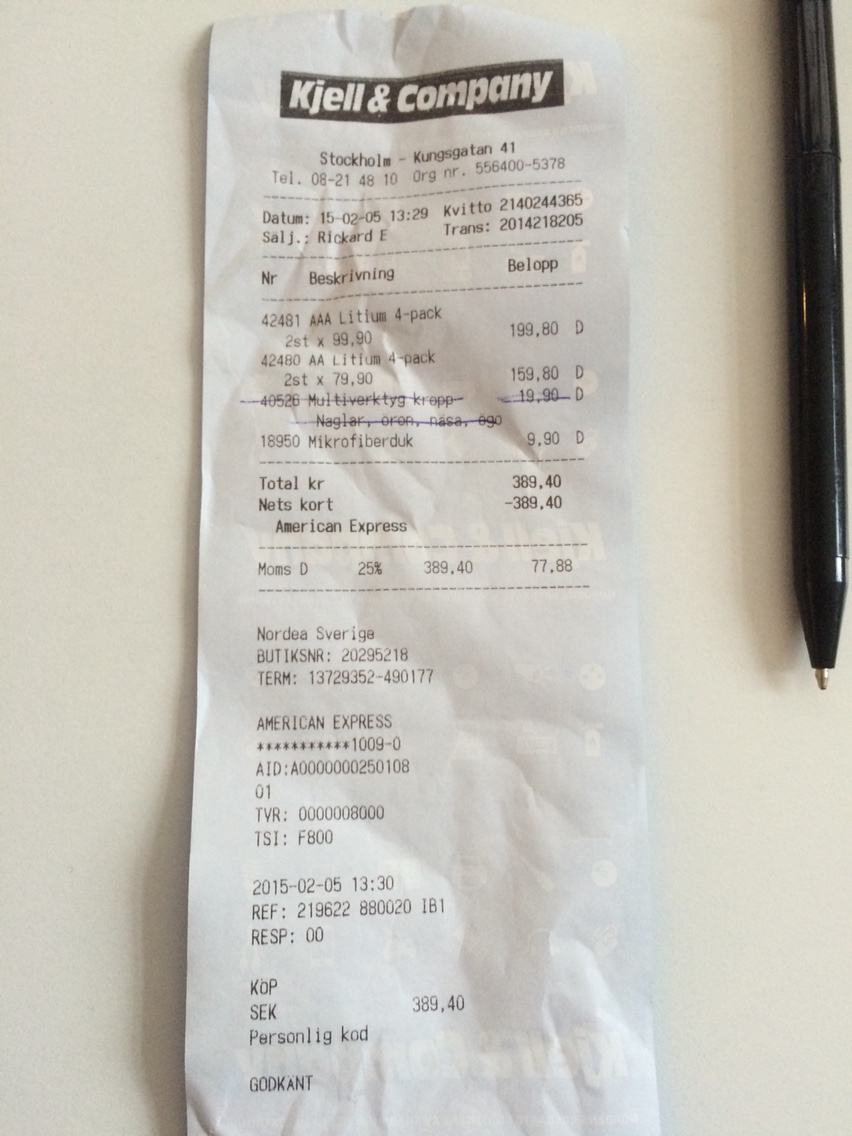 Kjell & Company
Stockholm - Kungsgatan 41
Tel. 08-21 48 10 Org nr. 556400-5378
Datum: 15-02-05 13:29 Kvitto 2140244365
Sälj.: Rickard E Trans: 2014218205
Nr Beskrivning Belopp
42481 AAA Litium 4-pack
2st x 99,90 199,80 D
42480 AA Litium 4-pack
2st x 79,90 159,80 D
40526 Multiverktyg kropp 19,90 D
Naglar, öron, näsa, ögo
18950 Mikrofiberduk 9,90 D
Total kr 389,40
Nets kort -389,40
American Express
Moms D 25% 389,40 77,88
Nordea Sverige
BUTIKSNR: 20295218
TERM: 13729352-490177
AMERICAN EXPRESS
***********1009-0
AID:A0000000250108
01
TVR: 0000008000
TSI: F800
2015-02-05 13:30
REF: 219622 880020 IB1
RESP: 00
KÖP
SEK 389,40
Personlig kod
GODKÄNT